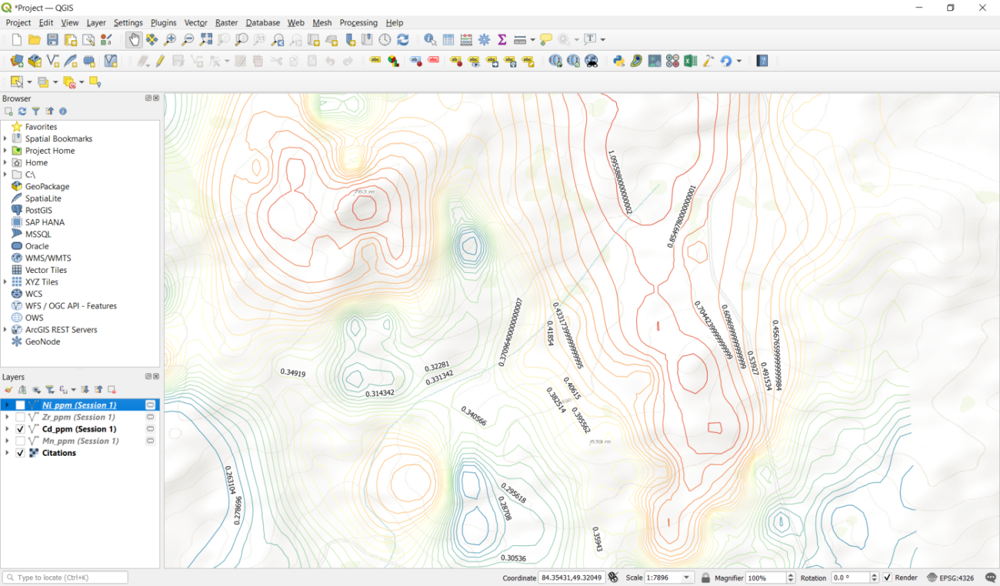 *Project — QGIS
Project Edit View Layer Settings Plugins Vector Raster Database Web Mesh Processing Help
Browser
Favorites
Spatial Bookmarks
Project Home
Home
C:\
GeoPackage
SpatiaLite
PostGIS
SAP HANA
MSSQL
Oracle
WMS/WMTS
Vector Tiles
XYZ Tiles
WCS
WFS / OGC API - Features
OWS
ArcGIS REST Servers
GeoNode
Layers
Ni_ppm (Session 1)
Zr_ppm (Session 1)
Cd_ppm (Session 1)
Mn_ppm (Session 1)
Citations
763 m
1.0955880000000002
0.8549780000000001
0.37096400000000007
0.41854
0.43317399999999995
0.7044239999999999
0.6096999999999999
0.53927
0.491534
0.45676599999999984
0.34919
0.32281
0.331342
0.314342
0.40615
0.382514
0.395562
0.340566
639 m
0.263104
0.278696
0.295618
0.28708
0.35943
0.30536
Type to locate (Ctrl+K)
Coordinate 84.35431,49.32049 Scale 1:7896 Magnifier 100% Rotation 0.0 ° Render EPSG:4326